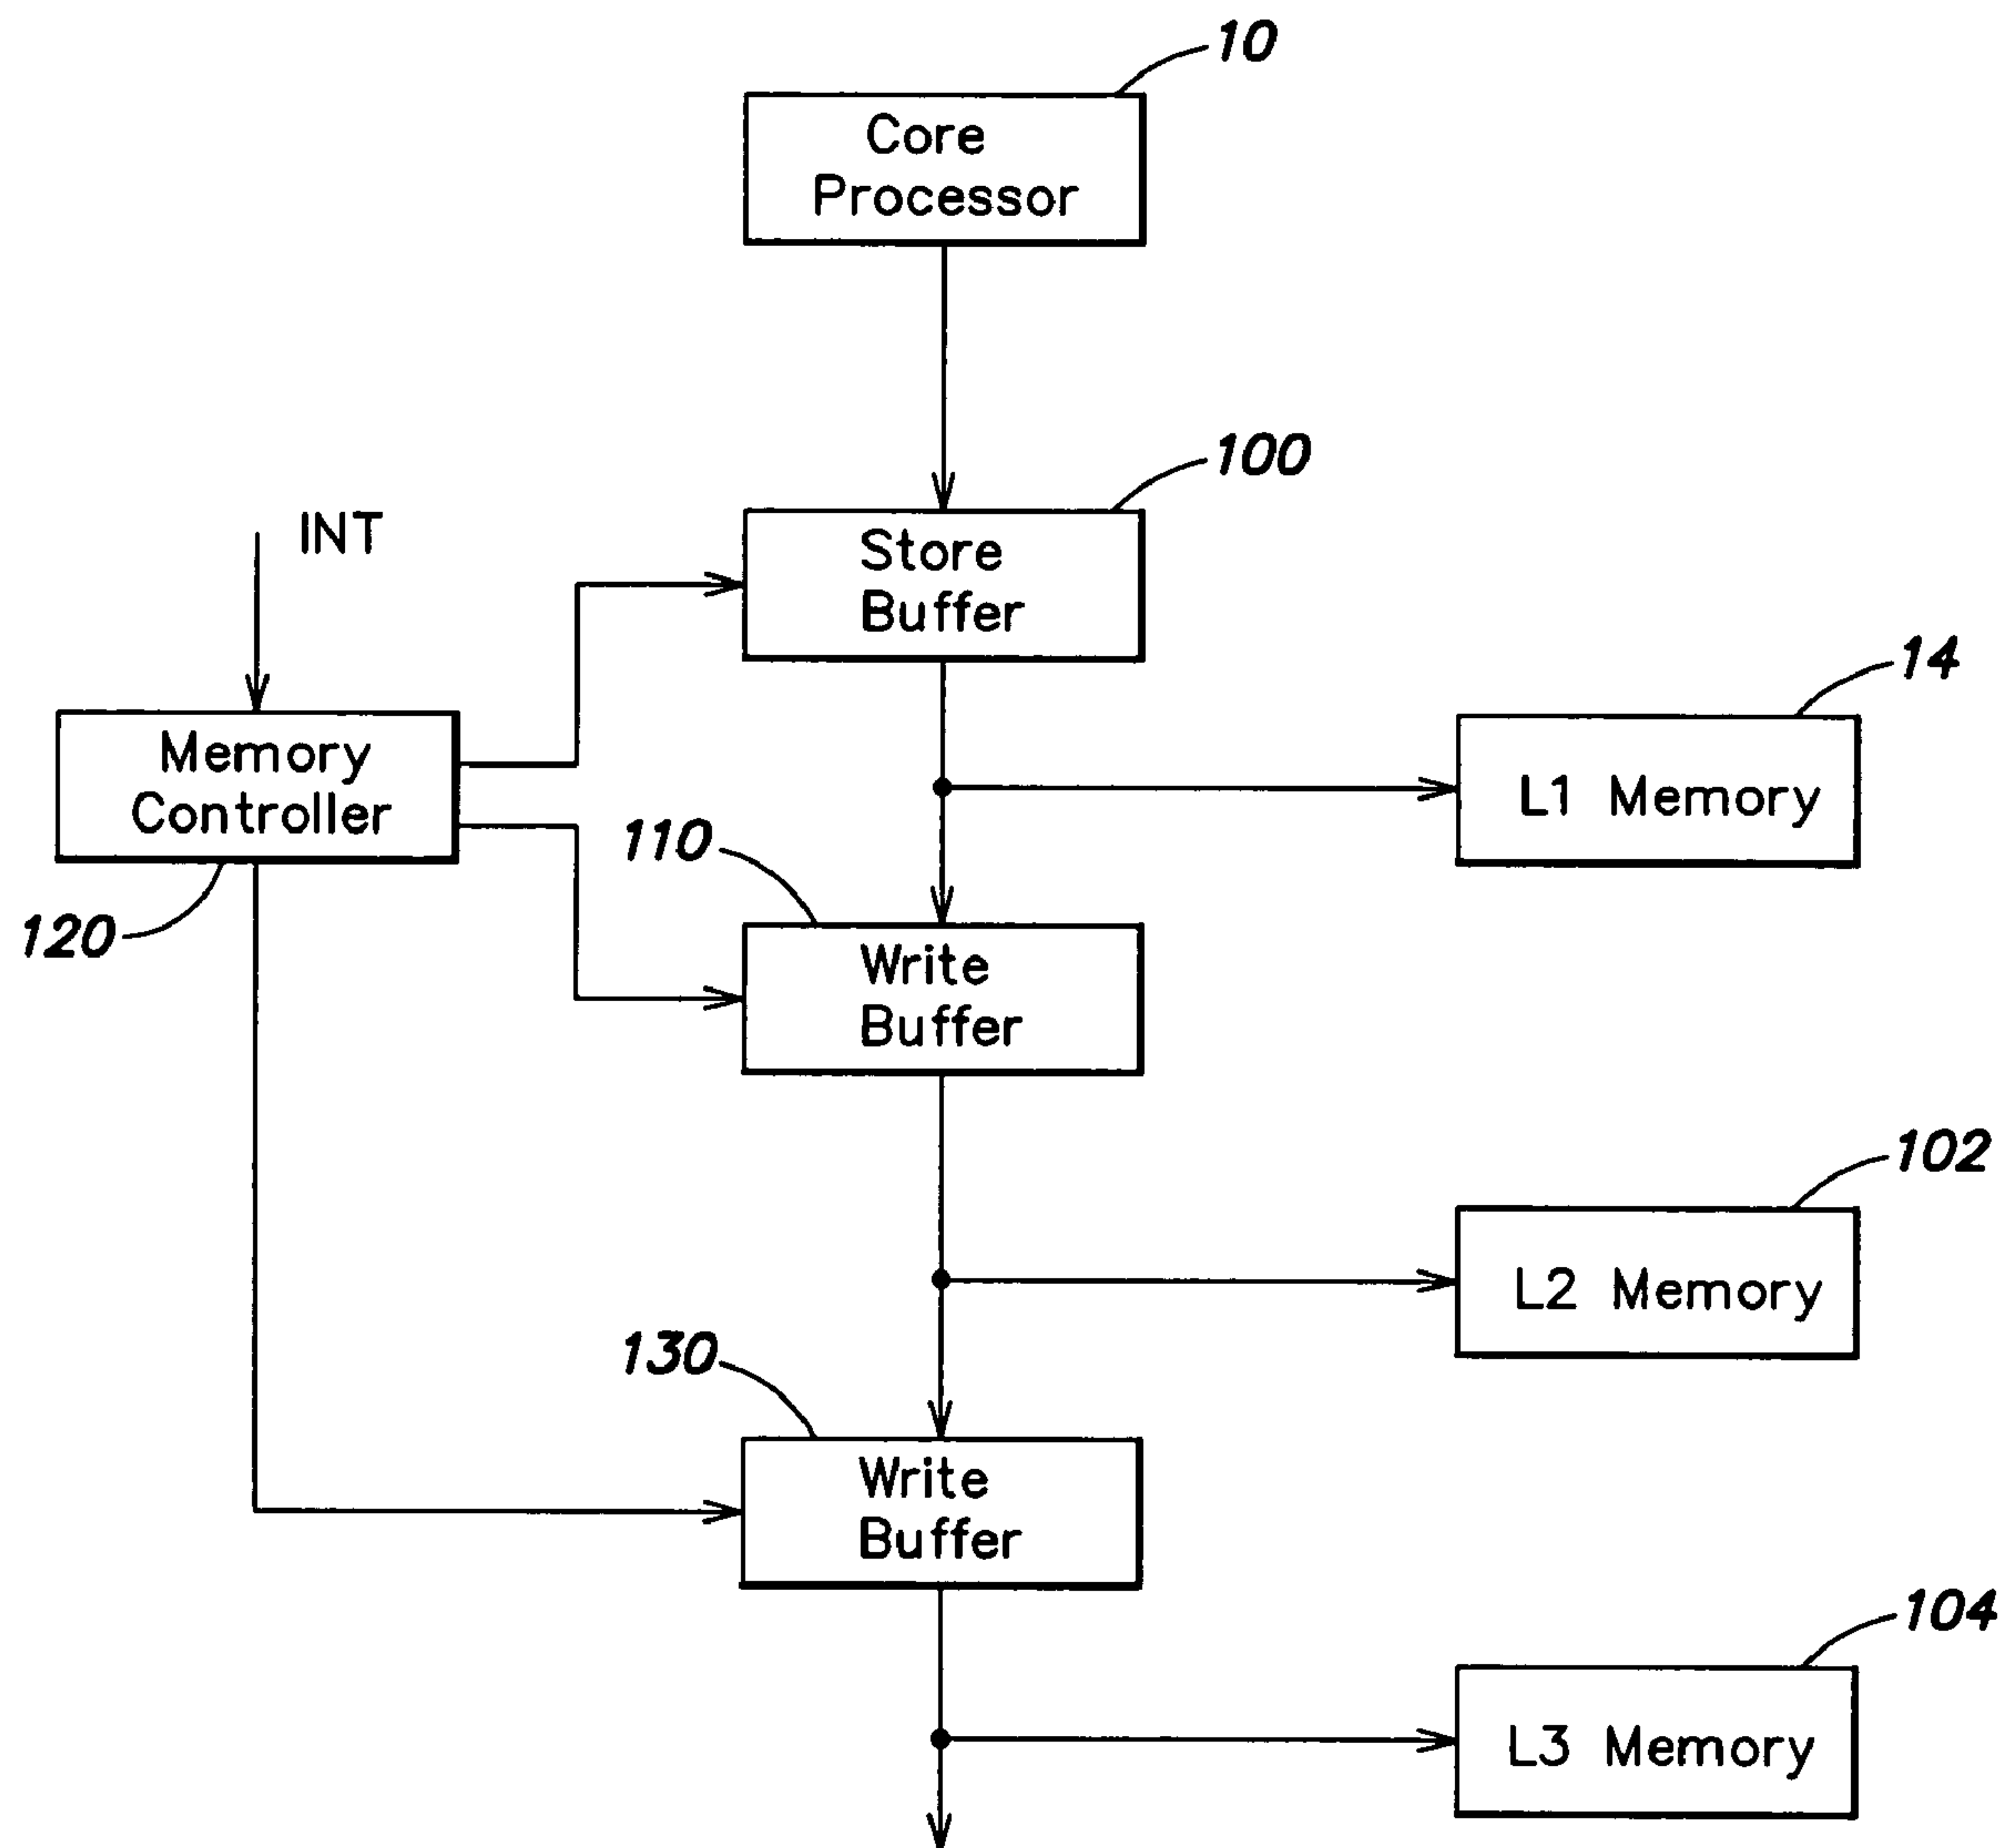 10
Core
Processor
100
INT
Store
Buffer
14
Memory
Controller
L1 Memory
110
120
Write
Buffer
102
L2 Memory
130
Write
Buffer
104
L3 Memory